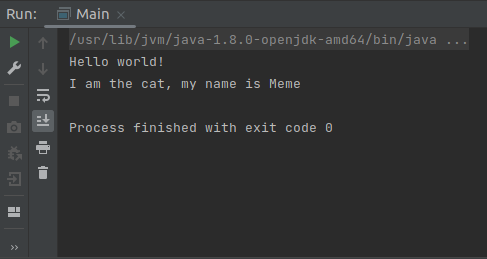 Run: Main
/usr/lib/jvm/java-1.8.0-openjdk-amd64/bin/java ...
Hello world!
I am the cat, my name is Meme
Process finished with exit code 0